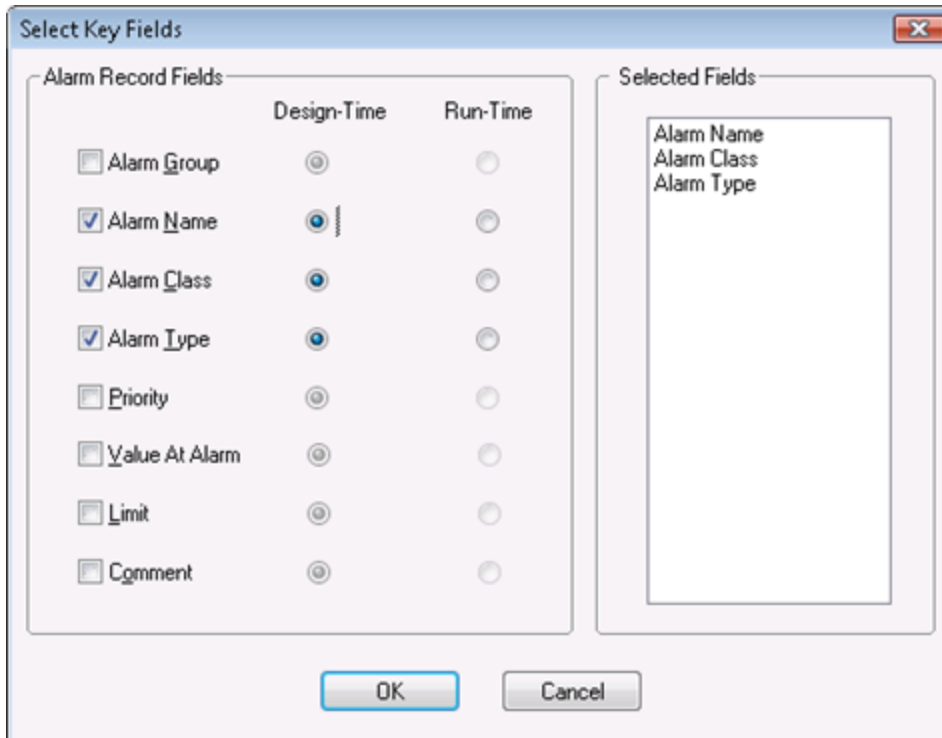 Select Key Fields
Alarm Record Fields
Design-Time Run-Time
Alarm Group
Alarm Name
Alarm Class
Alarm Type
Priority
Value At Alarm
Limit
Comment
Selected Fields
Alarm Name
Alarm Class
Alarm Type
OK
Cancel